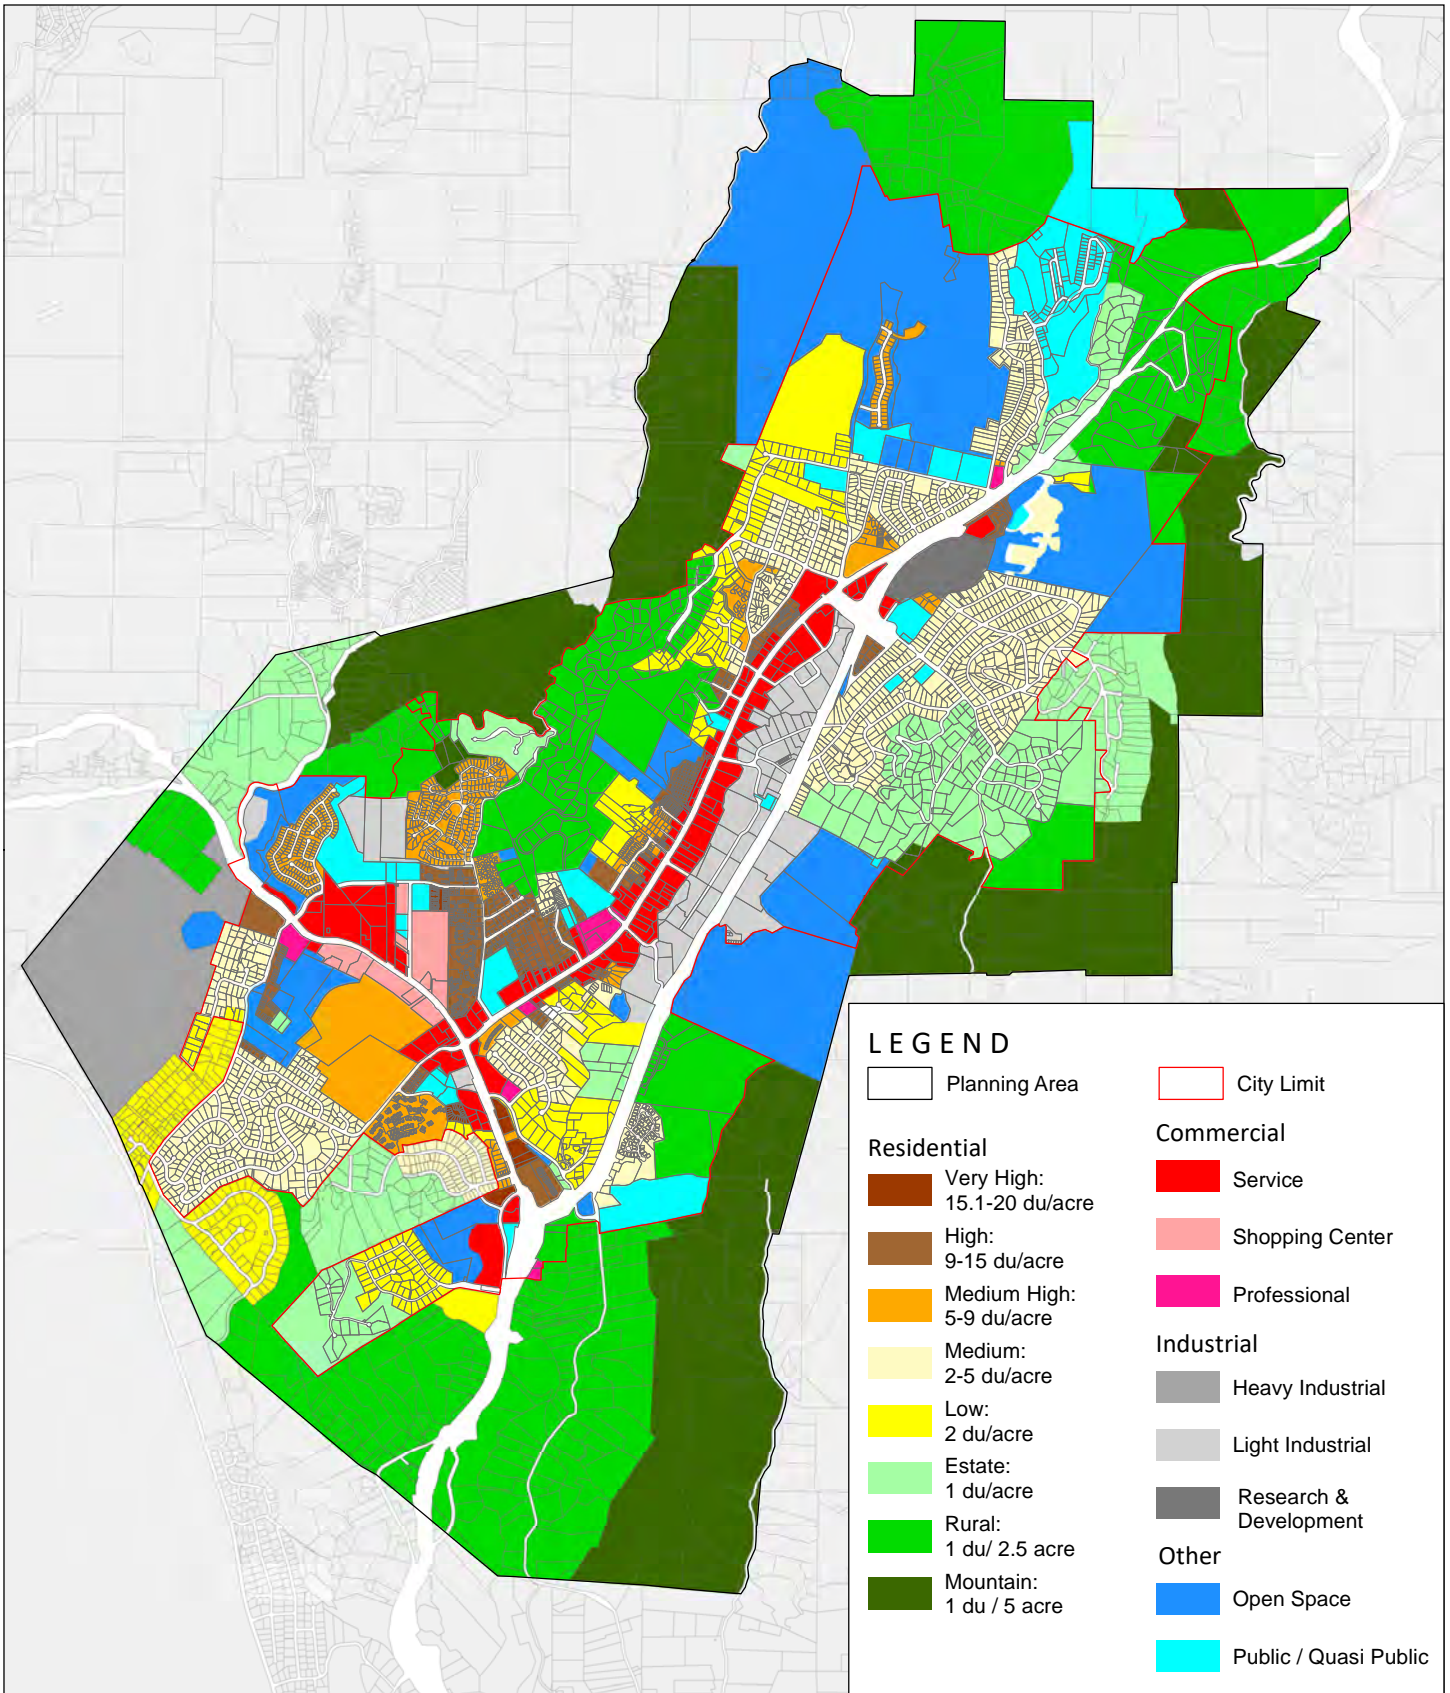 LEGEND
Planning Area
City Limit
Residential
Very High:
15.1-20 du/acre
High:
9-15 du/acre
Medium High:
5-9 du/acre
Medium:
2-5 du/acre
Low:
2 du/acre
Estate:
1 du/acre
Rural:
1 du/ 2.5 acre
Mountain:
1 du / 5 acre
Commercial
Service
Shopping Center
Professional
Industrial
Heavy Industrial
Light Industrial
Research &
Development
Other
Open Space
Public / Quasi Public